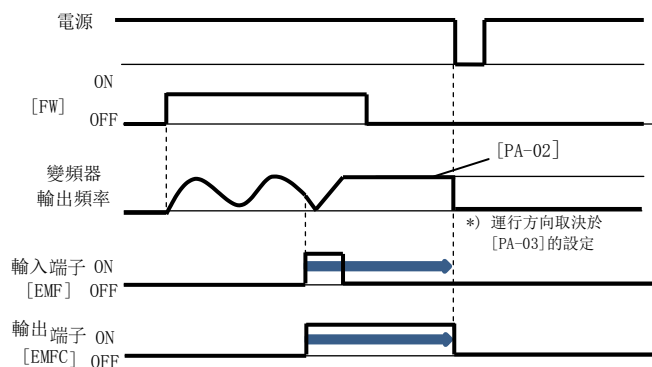 電源
ON
[FW]
OFF
變頻器
輸出頻率
[PA-02]
*) 運行方向取決於
[PA-03]的設定
輸入端子 ON
[EMF] OFF
輸出端子 ON
[EMFC] OFF